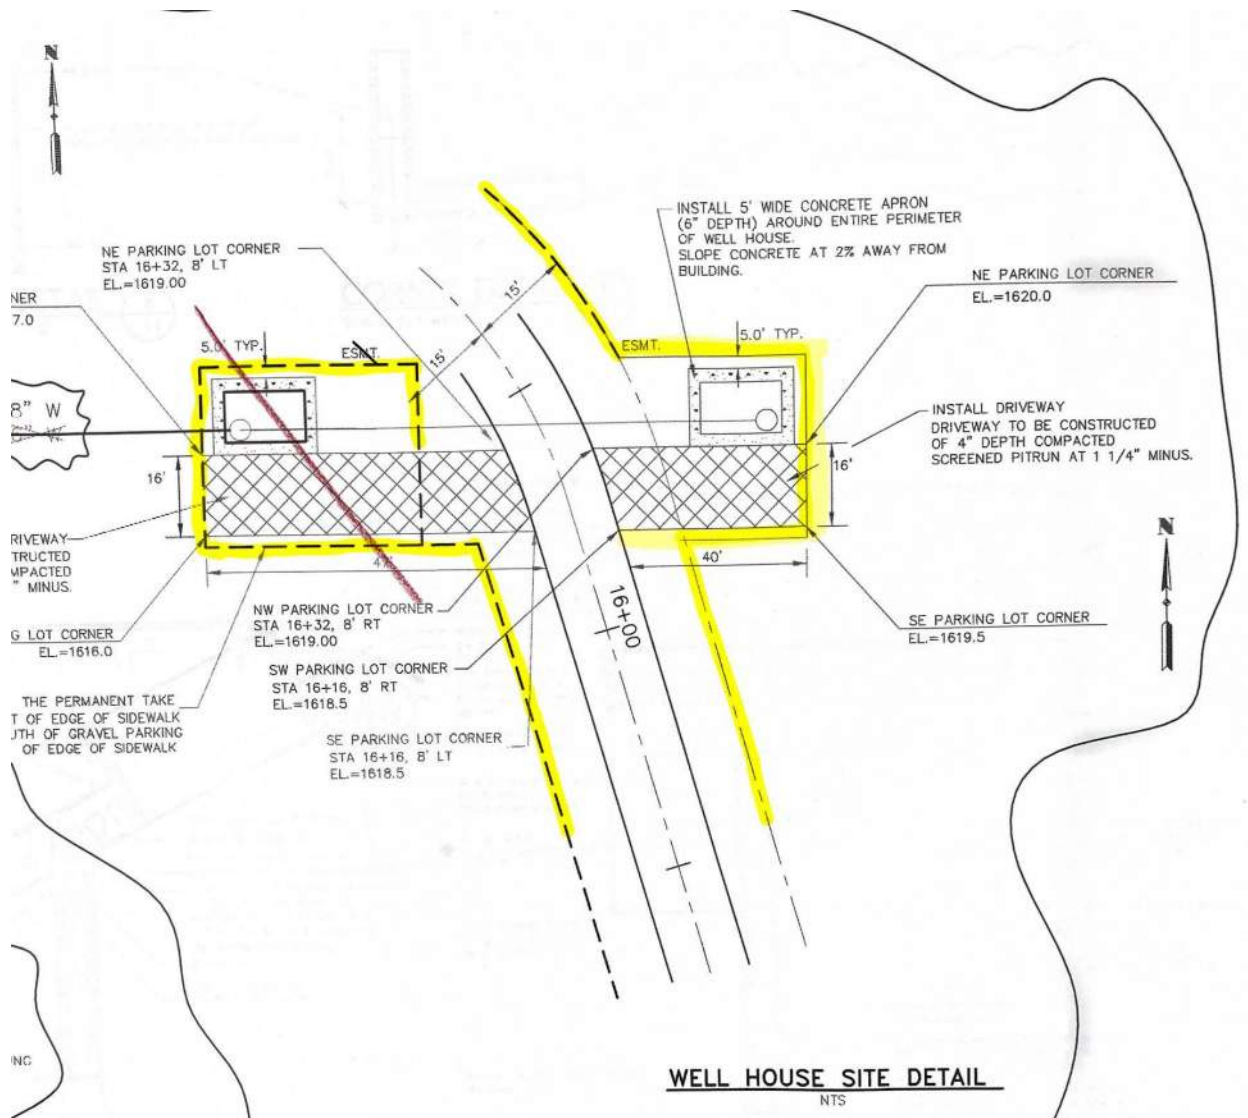 N
INSTALL 5' WIDE CONCRETE APRON
(6" DEPTH) AROUND ENTIRE PERIMETER
OF WELL HOUSE.
SLOPE CONCRETE AT 2% AWAY FROM
BUILDING.
NE PARKING LOT CORNER
STA 16+32, 8' LT
EL.=1619.00
NE PARKING LOT CORNER
EL.=1620.0
NER
7.0
15'
15'
5.0' TYP.
ESMT.
ESMT.
5.0' TYP.
8" W
INSTALL DRIVEWAY
DRIVEWAY TO BE CONSTRUCTED
OF 4" DEPTH COMPACTED
SCREENED PITRUN AT 1 1/4" MINUS.
16'
16'
N
RIVEWAY
TRUCTED
MPACTED
" MINUS.
40'
16+00
NW PARKING LOT CORNER
STA 16+32, 8' RT
EL.=1619.00
SE PARKING LOT CORNER
EL.=1619.5
G LOT CORNER
EL.=1616.0
SW PARKING LOT CORNER
STA 16+16, 8' RT
EL.=1618.5
THE PERMANENT TAKE
T OF EDGE OF SIDEWALK
UTH OF GRAVEL PARKING
OF EDGE OF SIDEWALK
SE PARKING LOT CORNER
STA 16+16, 8' LT
EL.=1618.5
WELL HOUSE SITE DETAIL
NTS